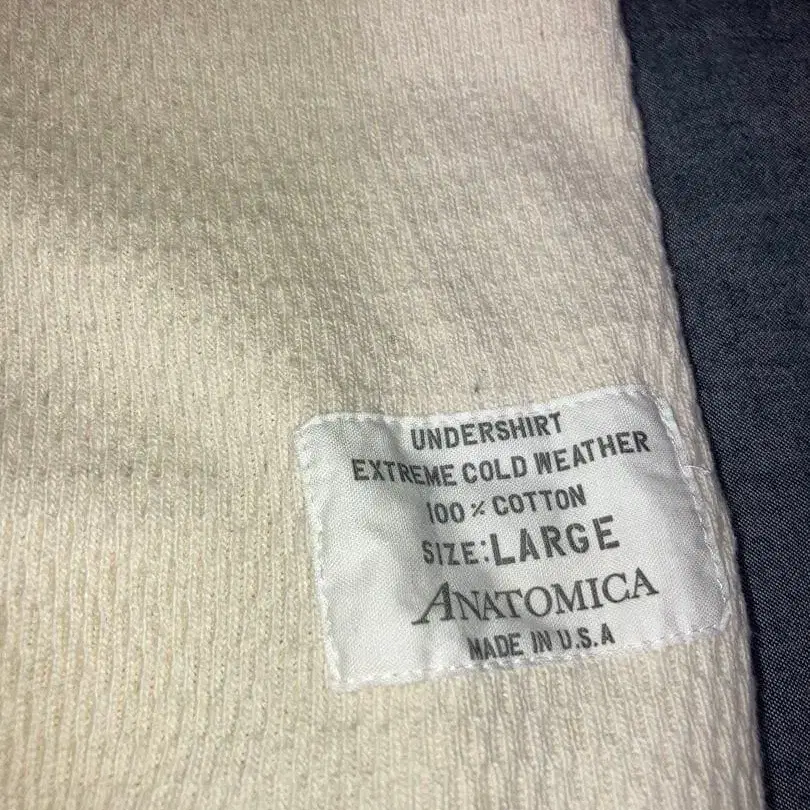 UNDERSHIRT
EXTREME COLD WEATHER
100 % COTTON
SIZE: LARGE
ANATOMICA
MADE IN U.S.A